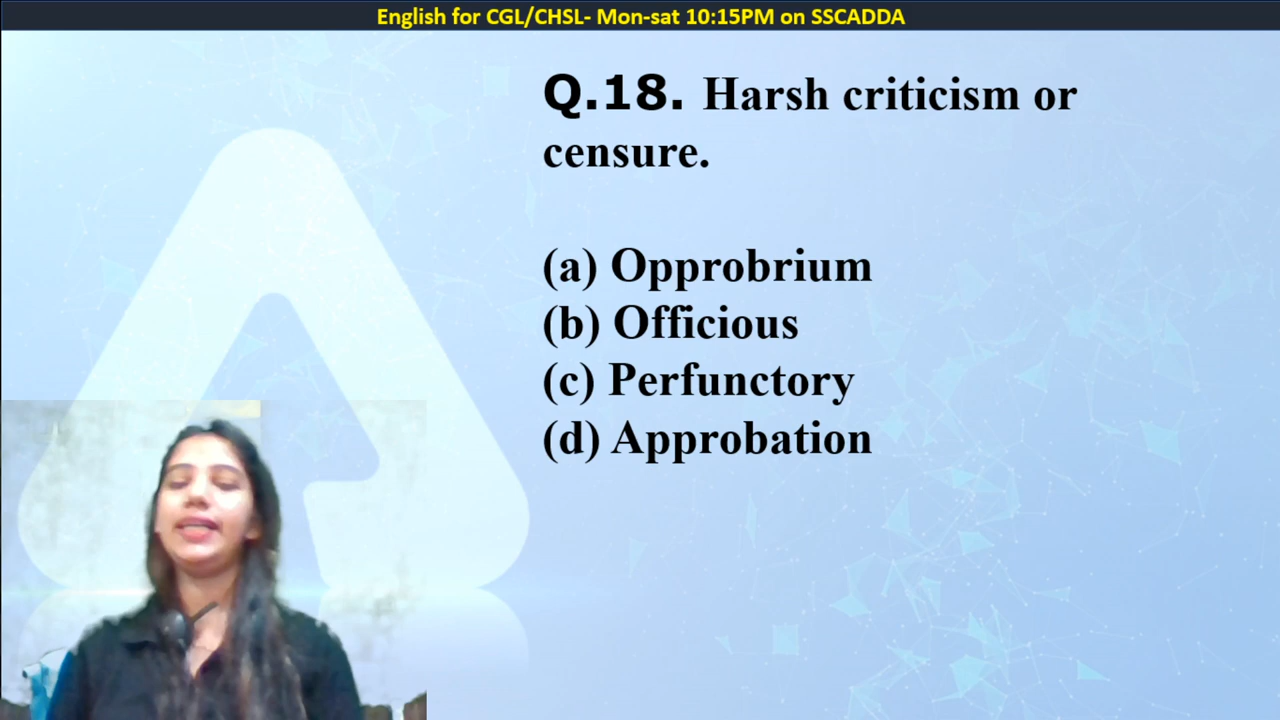 English for CGL/CHSL- Mon-sat 10:15PM on SSCADDA
Q.18. Harsh criticism or
censure.
(a) Opprobrium
(b) Officious
(c) Perfunctory
(d) Approbation